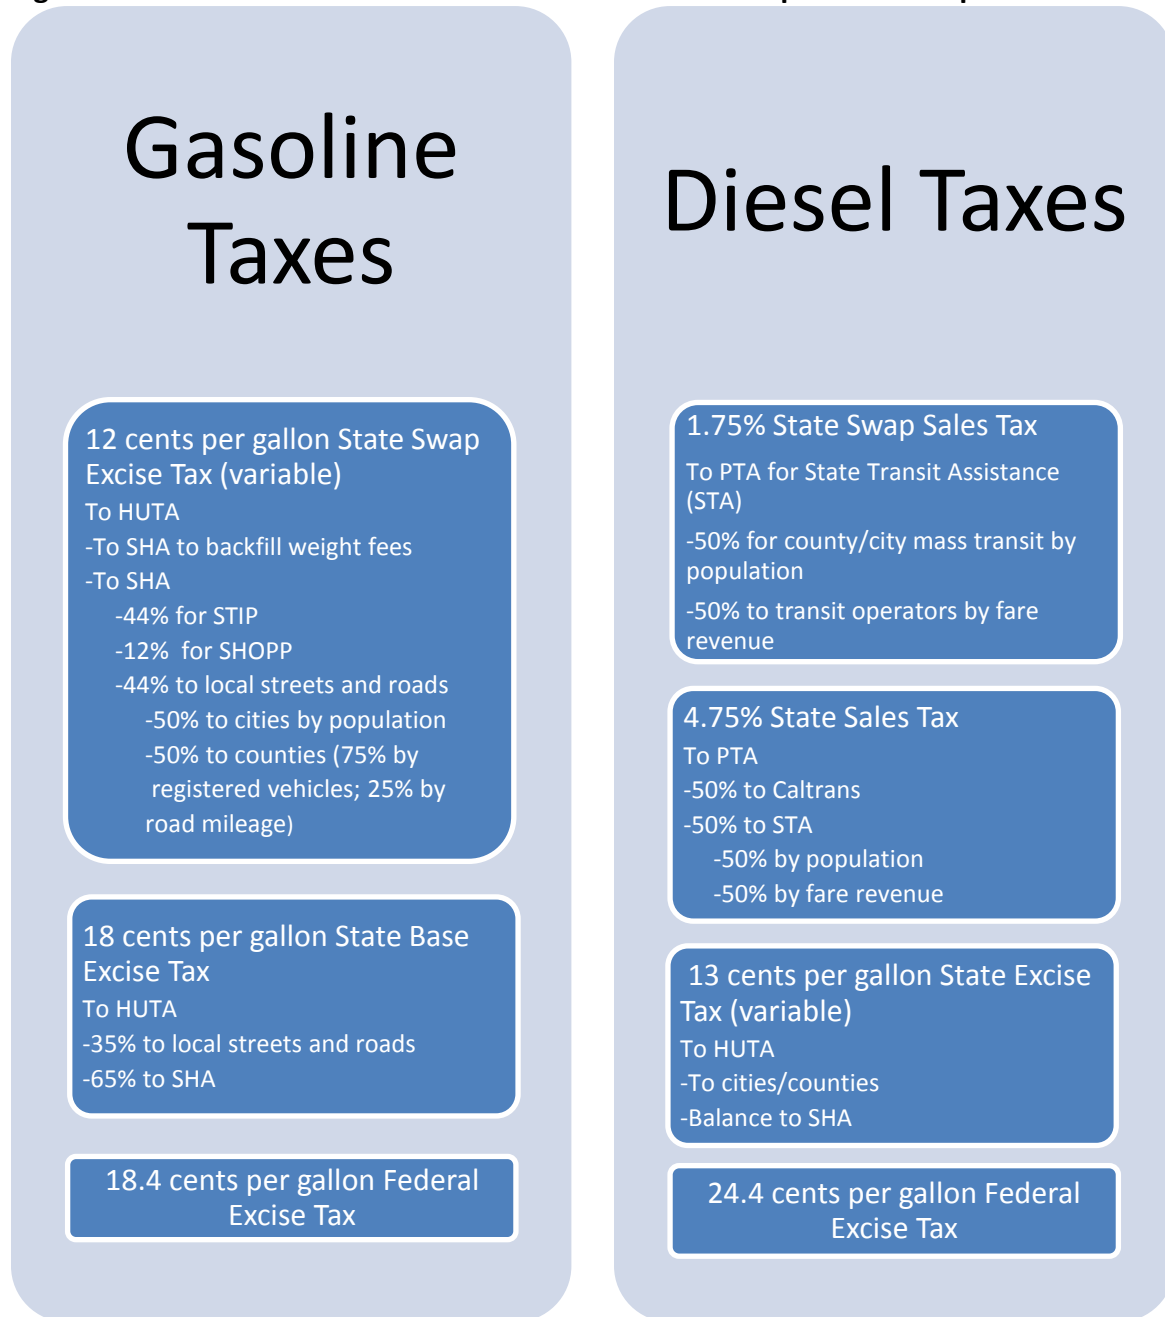 Gasoline
Taxes
12 cents per gallon State Swap
Excise Tax (variable)
To HUTA
-To SHA to backfill weight fees
-To SHA
-44% for STIP
-12%  for SHOPP
-44% to local streets and roads
-50% to cities by population
-50% to counties (75% by
registered vehicles; 25% by
road mileage)
18 cents per gallon State Base
Excise Tax
To HUTA
-35% to local streets and roads
-65% to SHA
18.4 cents per gallon Federal
Excise Tax
Diesel Taxes
1.75% State Swap Sales Tax
To PTA for State Transit Assistance
(STA)
-50% for county/city mass transit by
population
-50% to transit operators by fare
revenue
4.75% State Sales Tax
To PTA
-50% to Caltrans
-50% to STA
-50% by population
-50% by fare revenue
13 cents per gallon State Excise
Tax (variable)
To HUTA
-To cities/counties
-Balance to SHA
24.4 cents per gallon Federal
Excise Tax